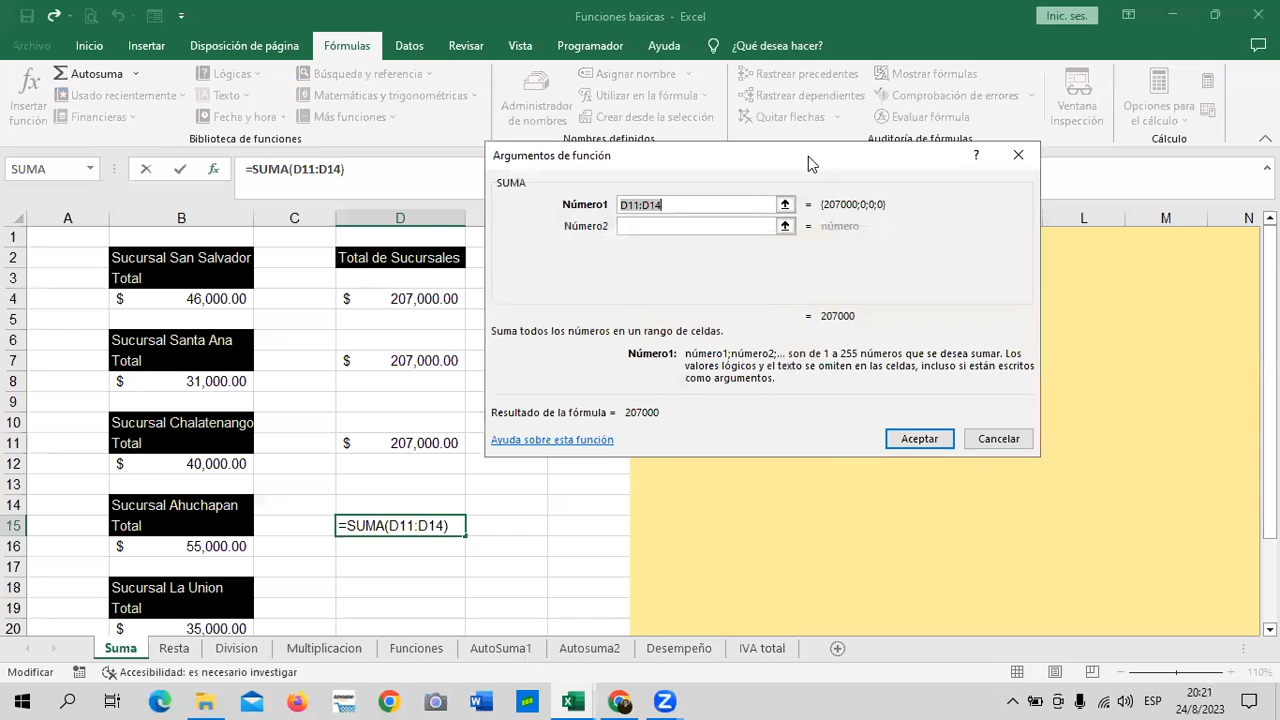 Funciones basicas - Excel
Inic. ses.
Archivo Inicio Insertar Disposición de página Fórmulas Datos Revisar Vista Programador Ayuda ¿Qué desea hacer?
fx Insertar función
Autosuma
Usado recientemente
Financieras
Lógicas
Texto
Fecha y hora
Búsqueda y referencia
Matemáticas y trigonométricas
Más funciones
Biblioteca de funciones
Administrador de nombres
Asignar nombre
Utilizar en la fórmula
Crear desde la selección
Nombres definidos
Rastrear precedentes
Rastrear dependientes
Quitar flechas
Mostrar fórmulas
Comprobación de errores
Evaluar fórmula
Auditoría de fórmulas
Ventana Inspección
Opciones para el cálculo
Cálculo
SUMA fx =SUMA(D11:D14)
Argumentos de función ?
SUMA
Número1 D11:D14 = {207000;0;0;0}
Número2 = número
= 207000
Suma todos los números en un rango de celdas.
Número1: número1;número2;... son de 1 a 255 números que se desea sumar. Los
valores lógicos y el texto se omiten en las celdas, incluso si están escritos
como argumentos.
Resultado de la fórmula = 207000
Ayuda sobre esta función Aceptar Cancelar
A B C D L M N
1
2 Sucursal San Salvador Total de Sucursales
3 Total
4 $ 46,000.00 $ 207,000.00
5
6 Sucursal Santa Ana
7 Total $ 207,000.00
8 $ 31,000.00
9
10 Sucursal Chalatenango
11 Total $ 207,000.00
12 $ 40,000.00
13
14 Sucursal Ahuchapan
15 Total =SUMA(D11:D14)
16 $ 55,000.00
17
18 Sucursal La Union
19 Total
20 $ 35,000.00
Suma Resta Division Multiplicacion Funciones AutoSuma1 Autosuma2 Desempeño IVA total
Modificar Accesibilidad: es necesario investigar 110%
ESP
20:21
24/8/2023